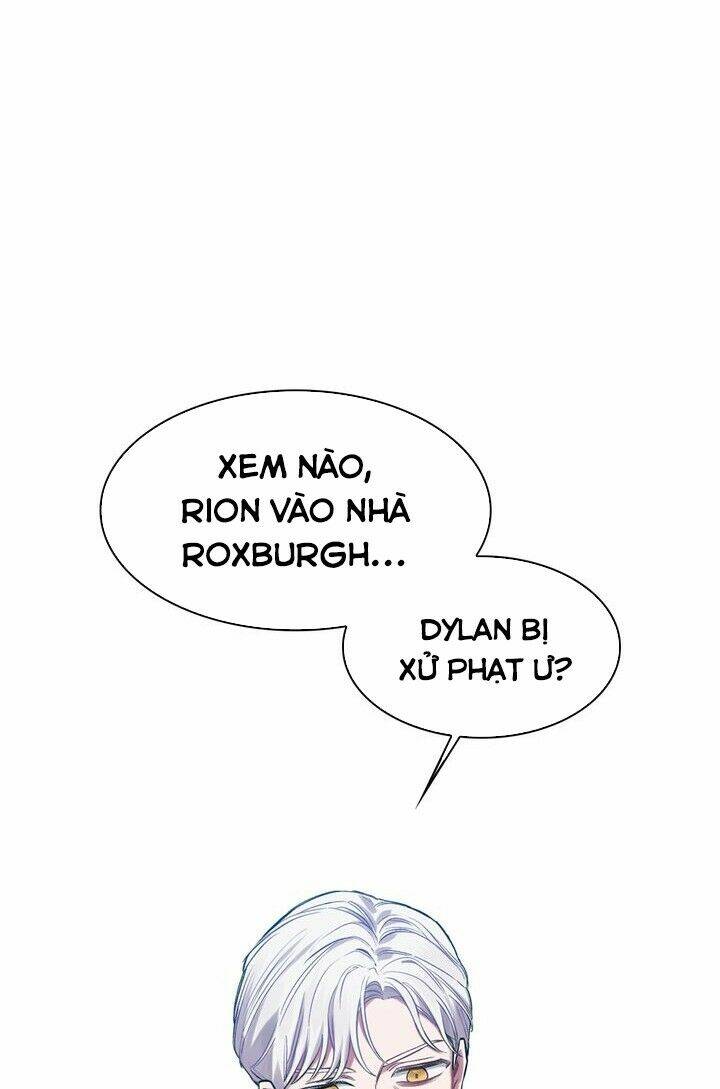 XEM NÀO,
RION VÀO NHÀ
ROXBURGH...
DYLAN BỊ
XỬ PHẠT Ư?